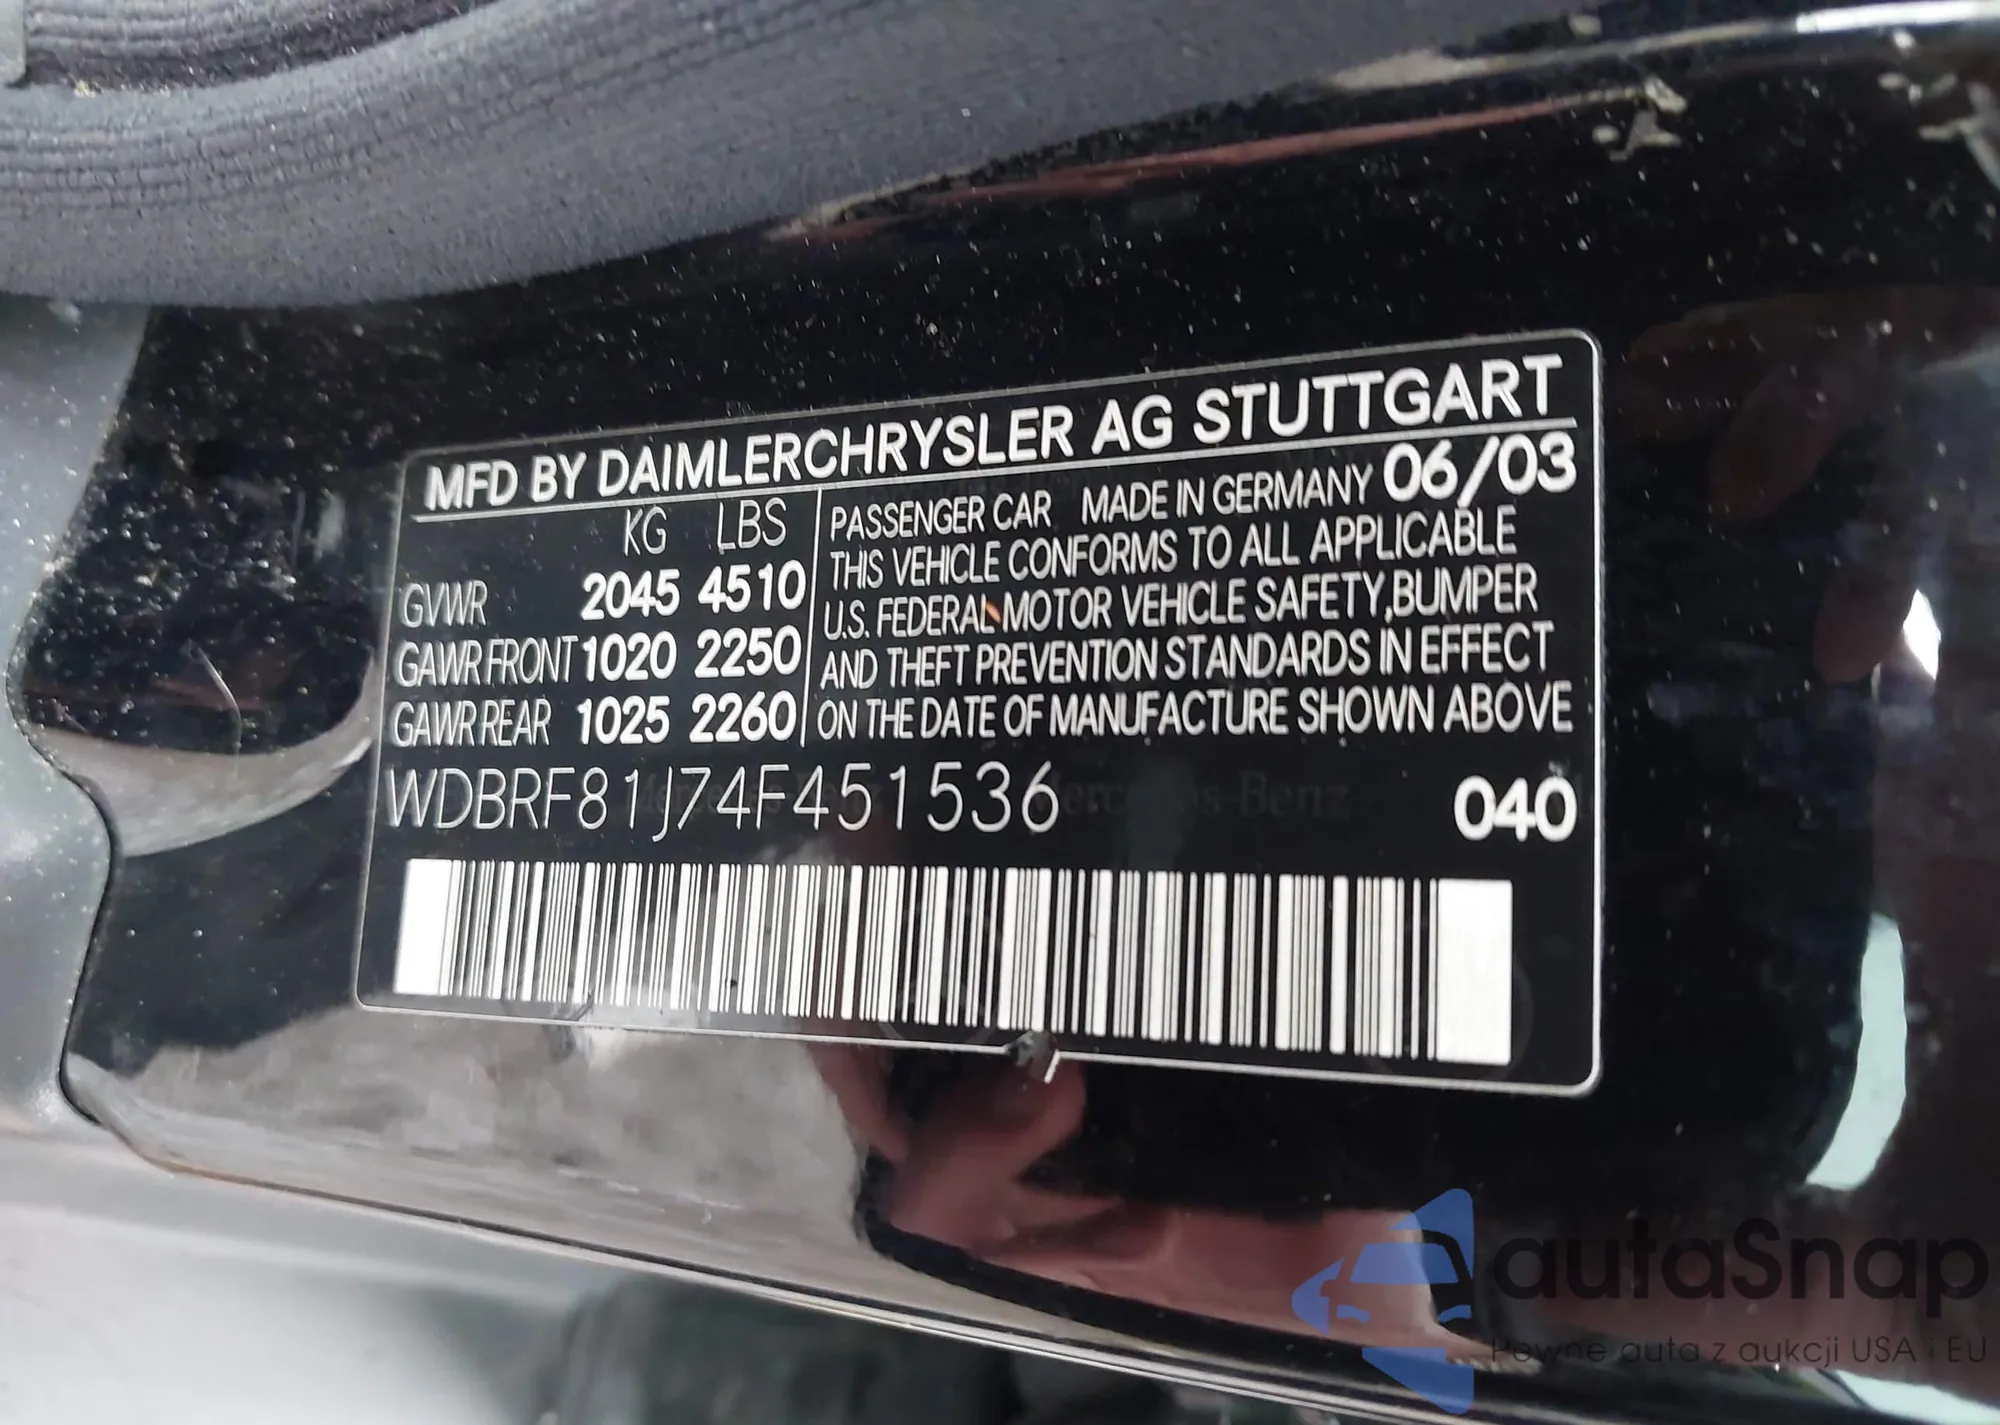 MFD BY DAIMLERCHRYSLER AG STUTTGART
KG LBS
GVWR 2045 4510
GAWR FRONT 1020 2250
GAWR REAR 1025 2260
PASSENGER CAR MADE IN GERMANY 06/03
THIS VEHICLE CONFORMS TO ALL APPLICABLE
U.S. FEDERAL MOTOR VEHICLE SAFETY,BUMPER
AND THEFT PREVENTION STANDARDS IN EFFECT
ON THE DATE OF MANUFACTURE SHOWN ABOVE
WDBRF81J74F451536 040
Mercedes-Benz
autaSnap
Pewne auta z aukcji USA i EU